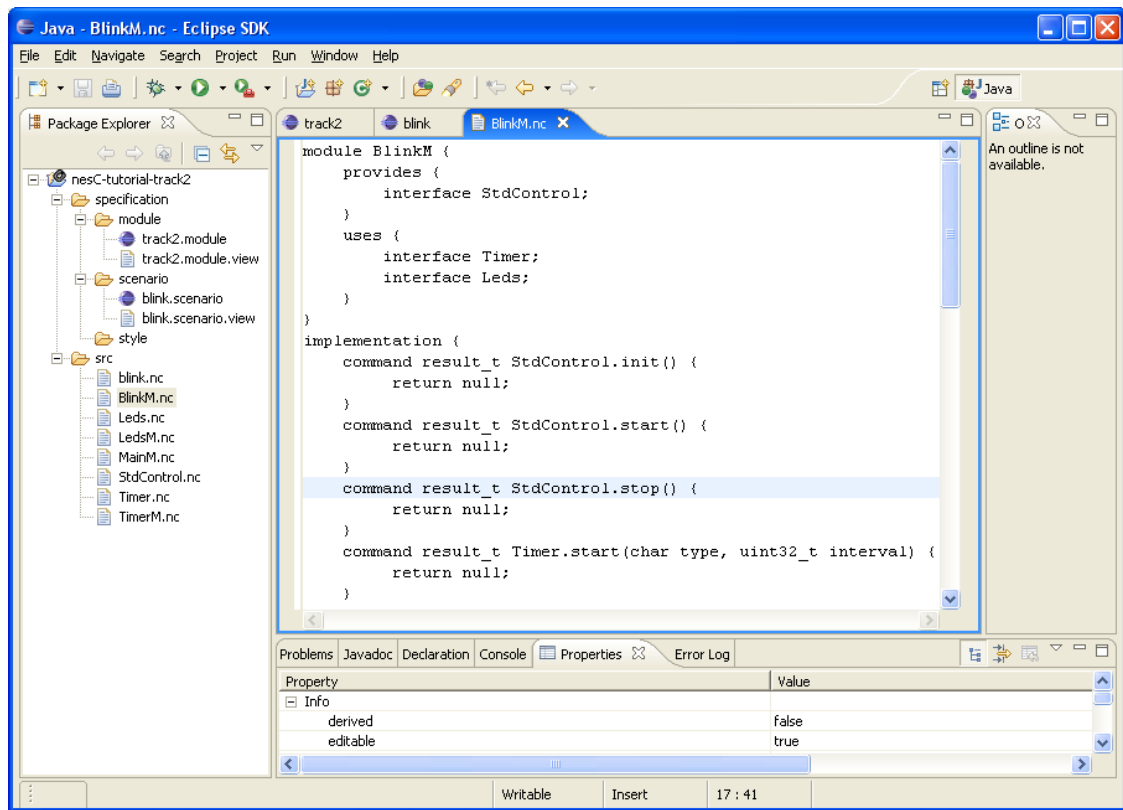 Java - BlinkM.nc - Eclipse SDK
File Edit Navigate Search Project Run Window Help
Java
Package Explorer
nesC-tutorial-track2
specification
module
track2.module
track2.module.view
scenario
blink.scenario
blink.scenario.view
style
src
blink.nc
BlinkM.nc
Leds.nc
LedsM.nc
MainM.nc
StdControl.nc
Timer.nc
TimerM.nc
track2 blink BlinkM.nc
module BlinkM {
provides {
interface StdControl;
}
uses {
interface Timer;
interface Leds;
}
}
implementation {
command result_t StdControl.init() {
return null;
}
command result_t StdControl.start() {
return null;
}
command result_t StdControl.stop() {
return null;
}
command result_t Timer.start(char type, uint32_t interval) {
return null;
}
O
An outline is not
available.
Problems Javadoc Declaration Console Properties Error Log
Property Value
Info
derived false
editable true
Writable Insert 17 : 41